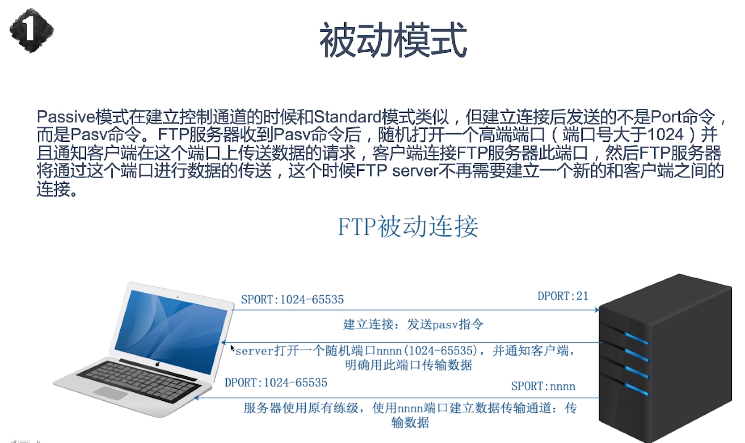 1
被动模式
Passive模式在建立控制通道的时候和Standard模式类似，但建立连接后发送的不是Port命令，
而是Pasv命令。FTP服务器收到Pasv命令后，随机打开一个高端端口（端口号大于1024）并
且通知客户端在这个端口上传送数据的请求，客户端连接FTP服务器此端口，然后FTP服务器
将通过这个端口进行数据的传送，这个时候FTP server不再需要建立一个新的和客户端之间的
连接。
FTP被动连接
SPORT:1024-65535
DPORT:21
建立连接：发送pasv指令
server打开一个随机端口nnnn(1024-65535)，并通知客户端，
明确用此端口传输数据
DPORT:1024-65535
SPORT:nnnn
服务器使用原有练级，使用nnnn端口建立数据传输通道：传
输数据